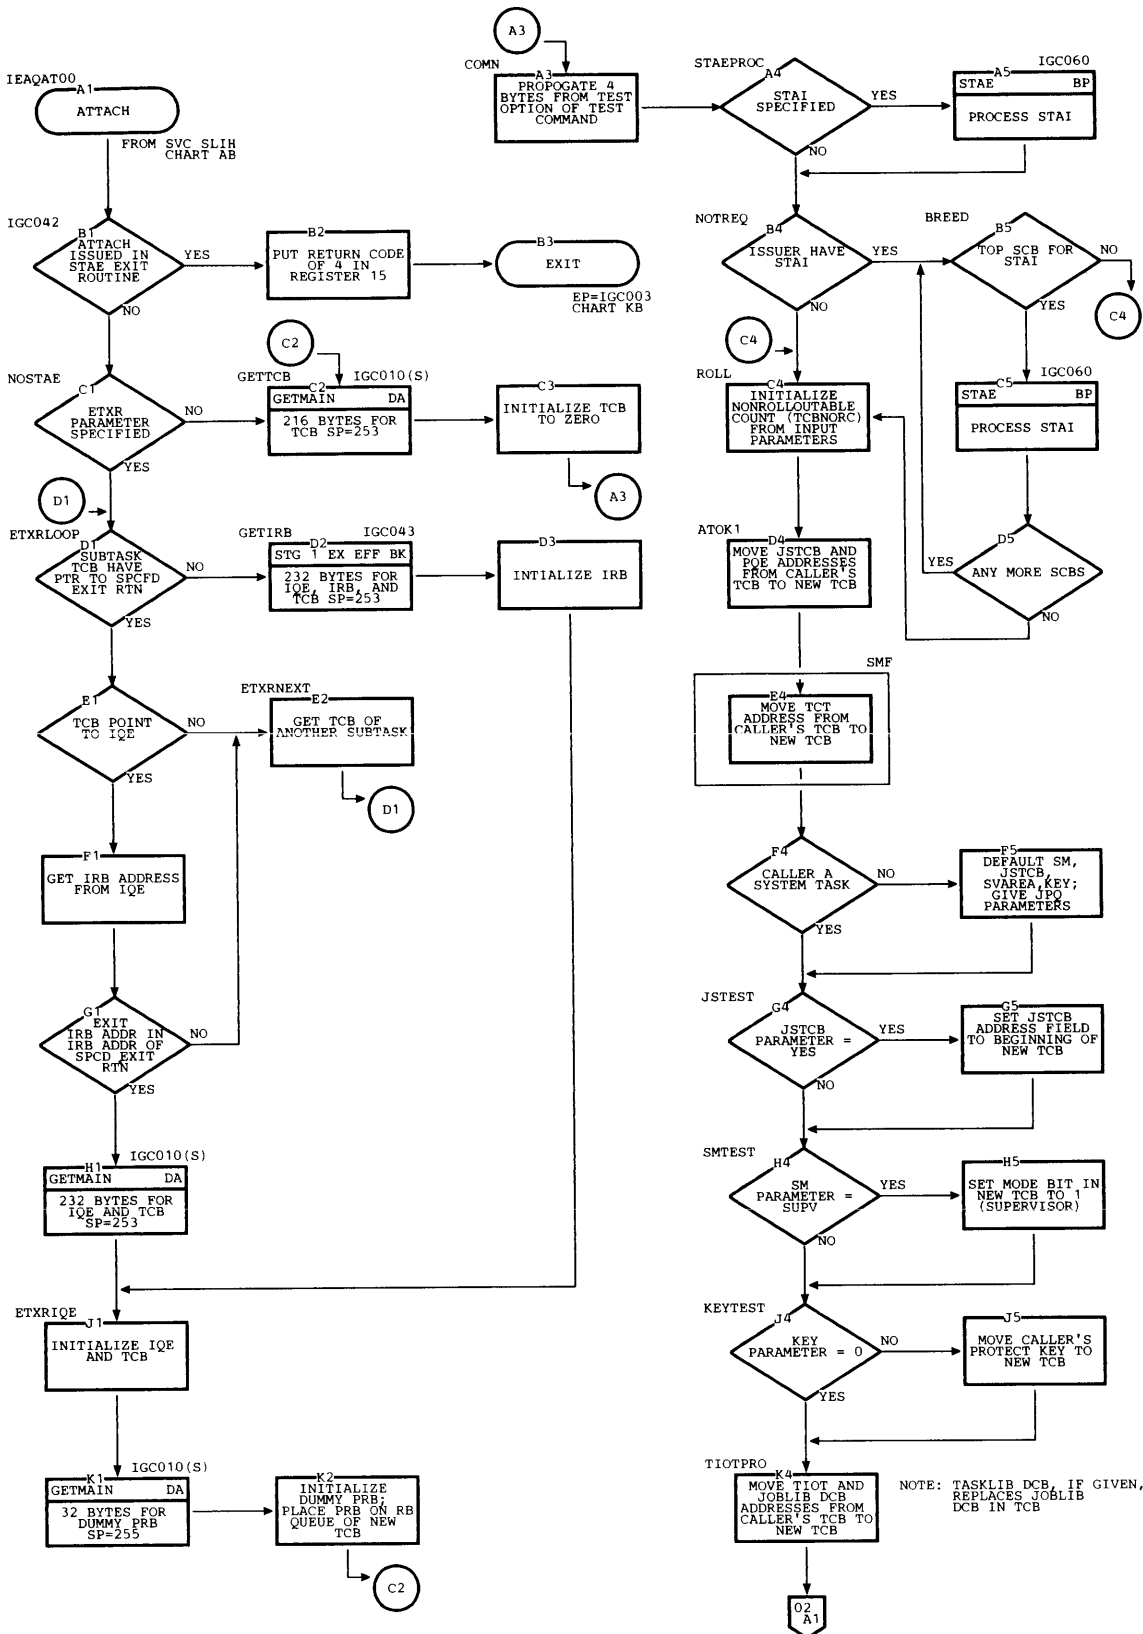 IEAQAT00
A1
ATTACH
FROM SVC SLIH
CHART AB
IGC042
B1
ATTACH
ISSUED IN
STAE EXIT
ROUTINE
YES
NO
B2
PUT RETURN CODE
OF 4 IN
REGISTER 15
B3
EXIT
EP=IGC003
CHART KB
NOSTAE
C1
ETXR
PARAMETER
SPECIFIED
NO
YES
C2
GETTCB
IGC010(S)
C2
GETMAIN DA
216 BYTES FOR
TCB SP=253
C3
INITIALIZE TCB
TO ZERO
A3
D1
ETXRLOOP
D1
SUBTASK
TCB HAVE
PTR TO SPCFD
EXIT RTN
NO
YES
GETIRB
IGC043
D2
STG 1 EX EFF BK
232 BYTES FOR
IQE, IRB, AND
TCB SP=253
D3
INTIALIZE IRB
E1
TCB POINT
TO IQE
NO
YES
ETXRNEXT
E2
GET TCB OF
ANOTHER SUBTASK
D1
F1
GET IRB ADDRESS
FROM IQE
G1
EXIT
IRB ADDR IN
IRB ADDR OF
SPCD EXIT
RTN
NO
YES
IGC010(S)
H1
GETMAIN DA
232 BYTES FOR
IQE AND TCB
SP=253
ETXRIQE
J1
INITIALIZE IQE
AND TCB
IGC010(S)
K1
GETMAIN DA
32 BYTES FOR
DUMMY PRB
SP=255
K2
INITIALIZE
DUMMY PRB;
PLACE PRB ON RB
QUEUE OF NEW
TCB
C2
A3
COMN
A3
PROPOGATE 4
BYTES FROM TEST
OPTION OF TEST
COMMAND
STAEPROC
A4
STAI
SPECIFIED
YES
NO
IGC060
A5
STAE BP
PROCESS STAI
NOTREQ
B4
ISSUER HAVE
STAI
YES
NO
BREED
B5
TOP SCB FOR
STAI
NO
YES
C4
C4
ROLL
C4
INITIALIZE
NONROLLOUTABLE
COUNT (TCBNORC)
FROM INPUT
PARAMETERS
IGC060
C5
STAE BP
PROCESS STAI
ATOK1
D4
MOVE JSTCB AND
PQE ADDRESSES
FROM CALLER'S
TCB TO NEW TCB
D5
ANY MORE SCBS
YES
NO
SMF
E4
MOVE TCT
ADDRESS FROM
CALLER'S TCB TO
NEW TCB
F4
CALLER A
SYSTEM TASK
NO
YES
F5
DEFAULT SM,
JSTCB,
SVAREA,KEY;
GIVE JPQ
PARAMETERS
JSTEST
G4
JSTCB
PARAMETER =
YES
YES
NO
G5
SET JSTCB
ADDRESS FIELD
TO BEGINNING OF
NEW TCB
SMTEST
H4
SM
PARAMETER =
SUPV
YES
NO
H5
SET MODE BIT IN
NEW TCB TO 1
(SUPERVISOR)
KEYTEST
J4
KEY
PARAMETER = 0
NO
YES
J5
MOVE CALLER'S
PROTECT KEY TO
NEW TCB
TIOTPRO
K4
MOVE TIOT AND
JOBLIB DCB
ADDRESSES FROM
CALLER'S TCB TO
NEW TCB
NOTE: TASKLIB DCB, IF GIVEN,
REPLACES JOBLIB
DCB IN TCB
02
A1